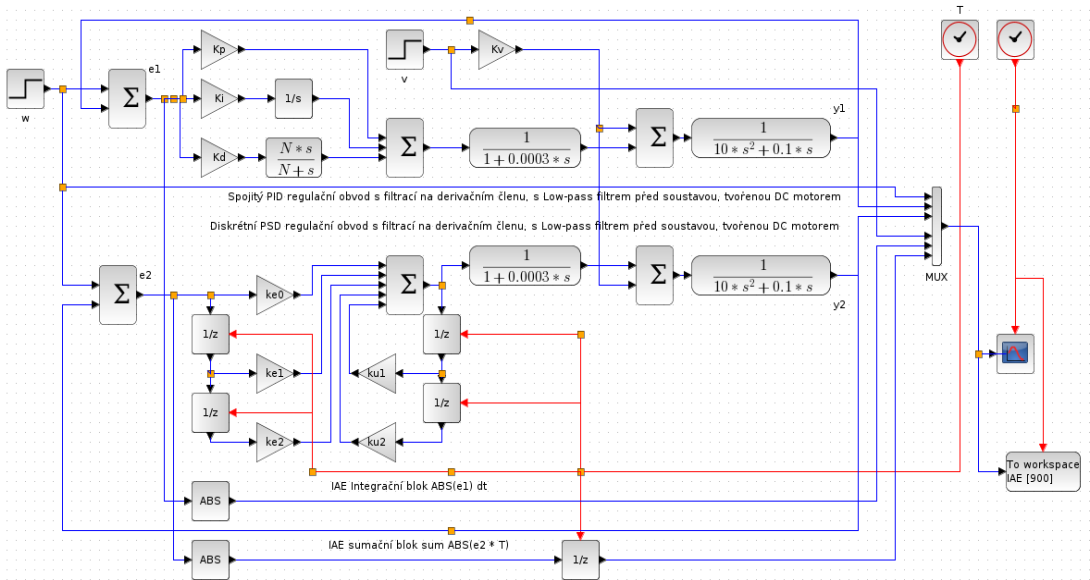 T
w
e1
Kp
Ki
Kd
1/s
N * s
N + s
v
Kv
Σ
Σ
1
1 + 0.0003 * s
Σ
y1
1
10 * s² + 0.1 * s
Spojitý PID regulační obvod s filtrací na derivačním členu, s Low-pass filtrem před soustavou, tvořenou DC motorem
Diskrétní PSD regulační obvod s filtrací na derivačním členu, s Low-pass filtrem před soustavou, tvořenou DC motorem
MUX
e2
Σ
ke0
Σ
1
1 + 0.0003 * s
Σ
1
10 * s² + 0.1 * s
y2
1/z
1/z
ke1
ku1
1/z
1/z
ke2
ku2
To workspace
IAE [900]
IAE Integrační blok ABS(e1) dt
ABS
IAE sumační blok sum ABS(e2 * T)
ABS
1/z